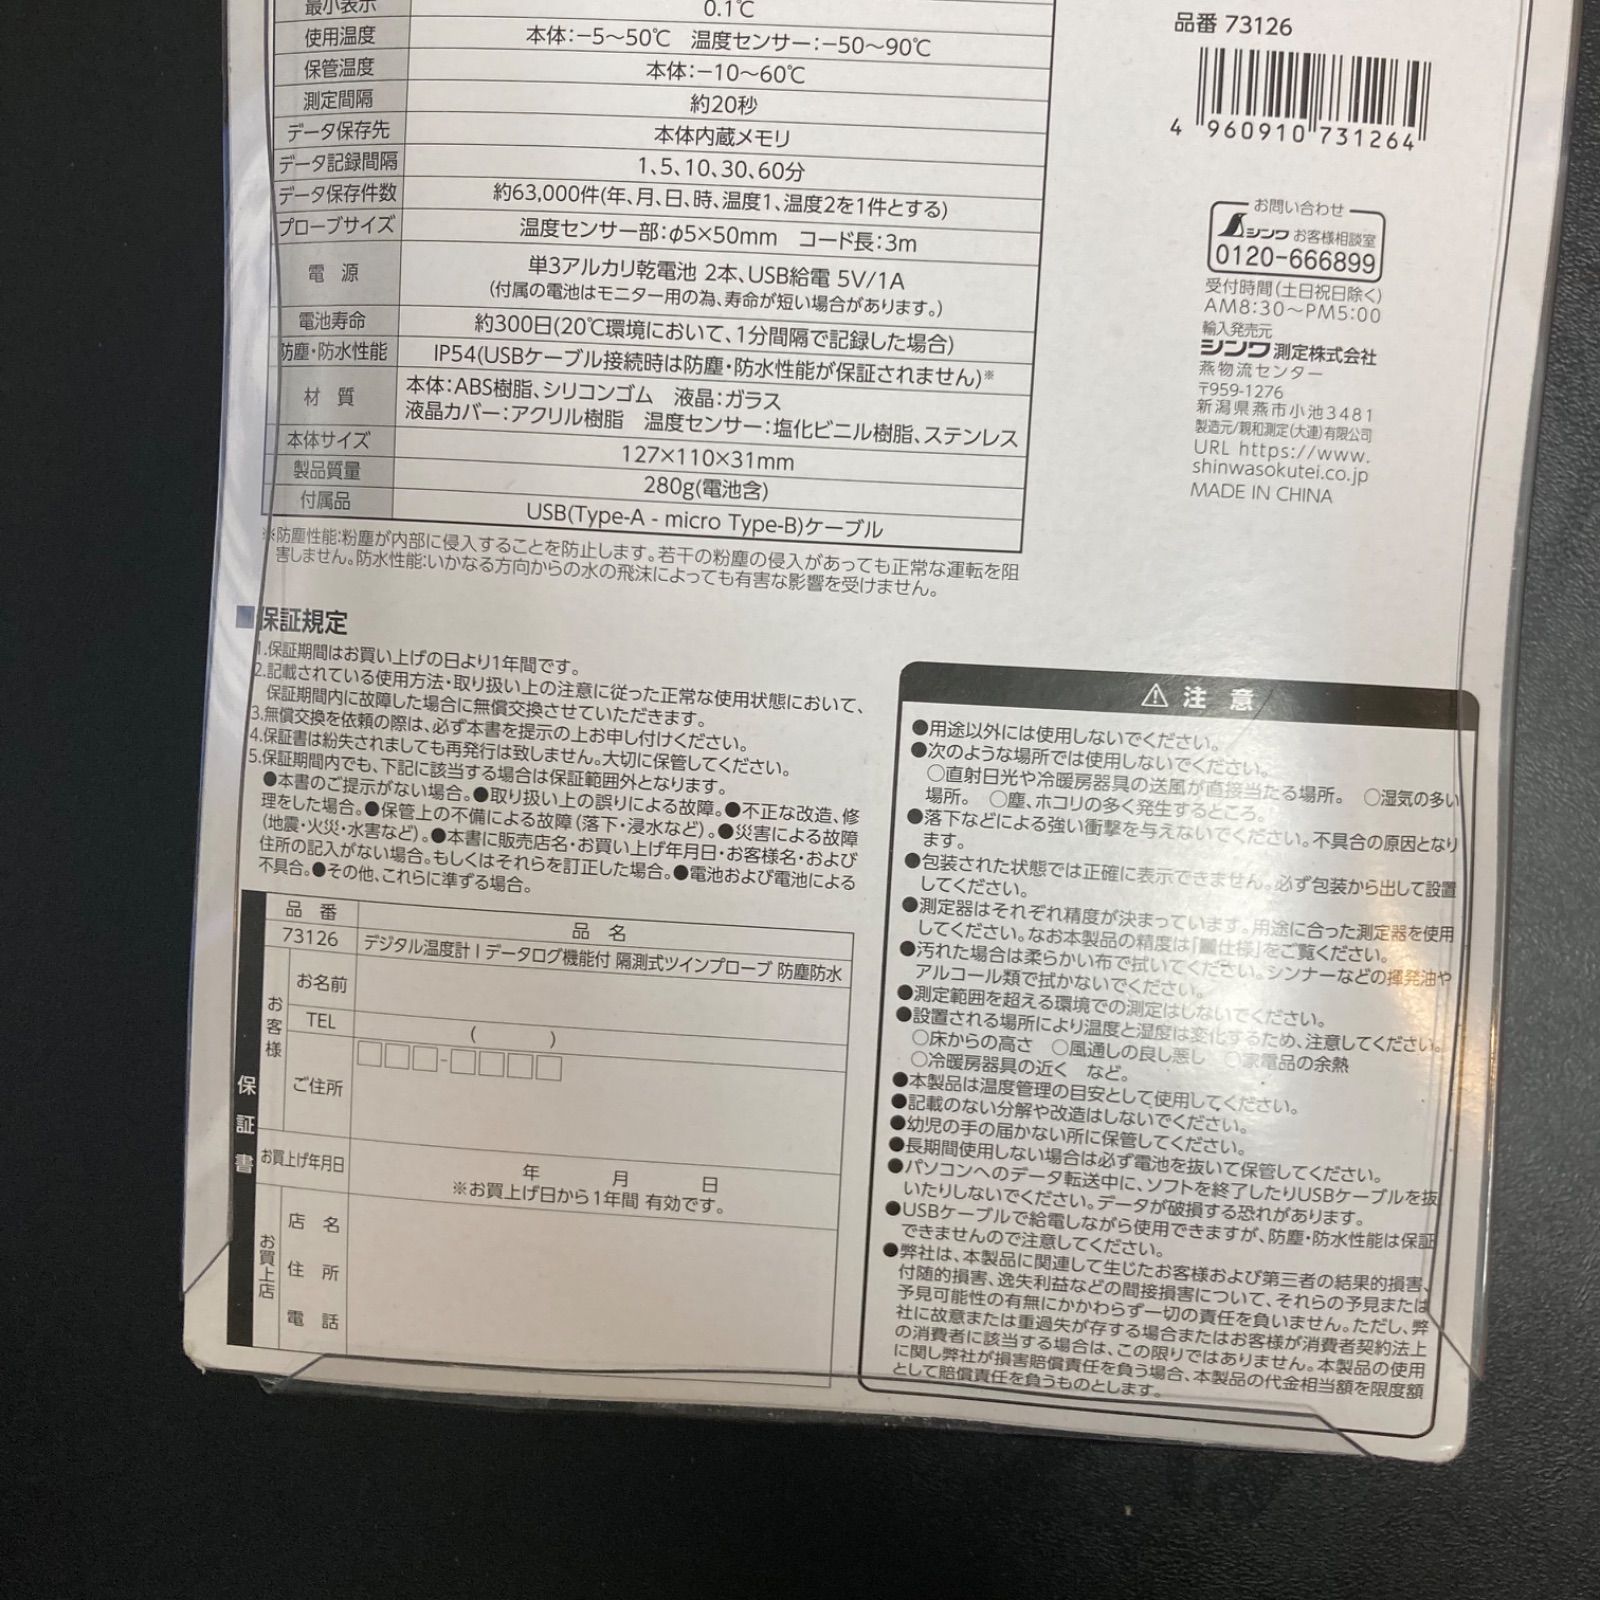 最小表示 0.1℃
使用温度 本体:−5〜50℃ 温度センサー:−50〜90℃
保管温度 本体:−10〜60℃
測定間隔 約20秒
データ保存先 本体内蔵メモリ
データ記録間隔 1、5、10、30、60分
データ保存件数 約63,000件(年、月、日、時、温度1、温度2を1件とする)
プローブサイズ 温度センサー部:φ5×50mm コード長:3m
電源 単3アルカリ乾電池 2本、USB給電 5V/1A
(付属の電池はモニター用の為、寿命が短い場合があります。)
電池寿命 約300日(20℃環境において、1分間隔で記録した場合)
防塵・防水性能 IP54(USBケーブル接続時は防塵・防水性能が保証されません)※
材質 本体:ABS樹脂、シリコンゴム 液晶:ガラス
液晶カバー:アクリル樹脂 温度センサー:塩化ビニル樹脂、ステンレス
本体サイズ 127×110×31mm
製品質量 280g(電池含)
付属品 USB(Type-A - micro Type-B)ケーブル
※防塵性能:粉塵が内部に侵入することを防止します。若干の粉塵の侵入があっても正常な運転を阻
害しません。防水性能:いかなる方向からの水の飛沫によっても有害な影響を受けません。
品番 73126
4 960910 731264
お問い合わせ
シンワ お客様相談室
0120-666899
受付時間(土日祝日除く)
AM8:30〜PM5:00
輸入発売元
シンワ測定株式会社
燕物流センター
〒959-1276
新潟県燕市小池3481
製造元/親和測定(大連)有限公司
URL https://www.
shinwasokutei.co.jp
MADE IN CHINA
■保証規定
1.保証期間はお買い上げの日より1年間です。
2.記載されている使用方法・取り扱い上の注意に従った正常な使用状態において、
保証期間内に故障した場合に無償交換させていただきます。
3.無償交換を依頼の際は、必ず本書を提示の上お申し付けください。
4.保証書は紛失されましても再発行は致しません。大切に保管してください。
5.保証期間内でも、下記に該当する場合は保証範囲外となります。
●本書のご提示がない場合。●取り扱い上の誤りによる故障。●不正な改造、修
理をした場合。●保管上の不備による故障(落下・浸水など)。●災害による故障
(地震・火災・水害など)。●本書に販売店名・お買い上げ年月日・お客様名・および
住所の記入がない場合。もしくはそれらを訂正した場合。●電池および電池による
不具合。●その他、これらに準ずる場合。
保証書
品番 品名
73126 デジタル温度計 I データログ機能付 隔測式ツインプローブ 防塵防水
お客様
お名前
TEL ( )
ご住所 □□□-□□□□
お買上げ年月日 年 月 日
※お買上げ日から1年間 有効です。
お買上店
店名
住所
電話
⚠ 注意
●用途以外には使用しないでください。
●次のような場所では使用しないでください。
○直射日光や冷暖房器具の送風が直接当たる場所。 ○湿気の多い
場所。 ○塵、ホコリの多く発生するところ。
●落下などによる強い衝撃を与えないでください。不具合の原因となり
ます。
●包装された状態では正確に表示できません。必ず包装から出して設置
してください。
●測定器はそれぞれ精度が決まっています。用途に合った測定器を使用
してください。なお本製品の精度は「■仕様」をご覧ください。
●汚れた場合は柔らかい布で拭いてください。シンナーなどの揮発油や
アルコール類で拭かないでください。
●測定範囲を超える環境での測定はしないでください。
●設置される場所により温度と湿度は変化するため、注意してください。
○床からの高さ ○風通しの良し悪し ○家電品の余熱
○冷暖房器具の近く など。
●本製品は温度管理の目安として使用してください。
●記載のない分解や改造はしないでください。
●幼児の手の届かない所に保管してください。
●長期間使用しない場合は必ず電池を抜いて保管してください。
●パソコンへのデータ転送中に、ソフトを終了したりUSBケーブルを抜
いたりしないでください。データが破損する恐れがあります。
●USBケーブルで給電しながら使用できますが、防塵・防水性能は保証
できませんので注意してください。
●弊社は、本製品に関連して生じたお客様および第三者の結果的損害、
付随的損害、逸失利益などの間接損害について、それらの予見または
予見可能性の有無にかかわらず一切の責任を負いません。ただし、弊
社に故意または重過失が存する場合またはお客様が消費者契約法上
の消費者に該当する場合は、この限りではありません。本製品の使用
に関し弊社が損害賠償責任を負う場合、本製品の代金相当額を限度額
として賠償責任を負うものとします。